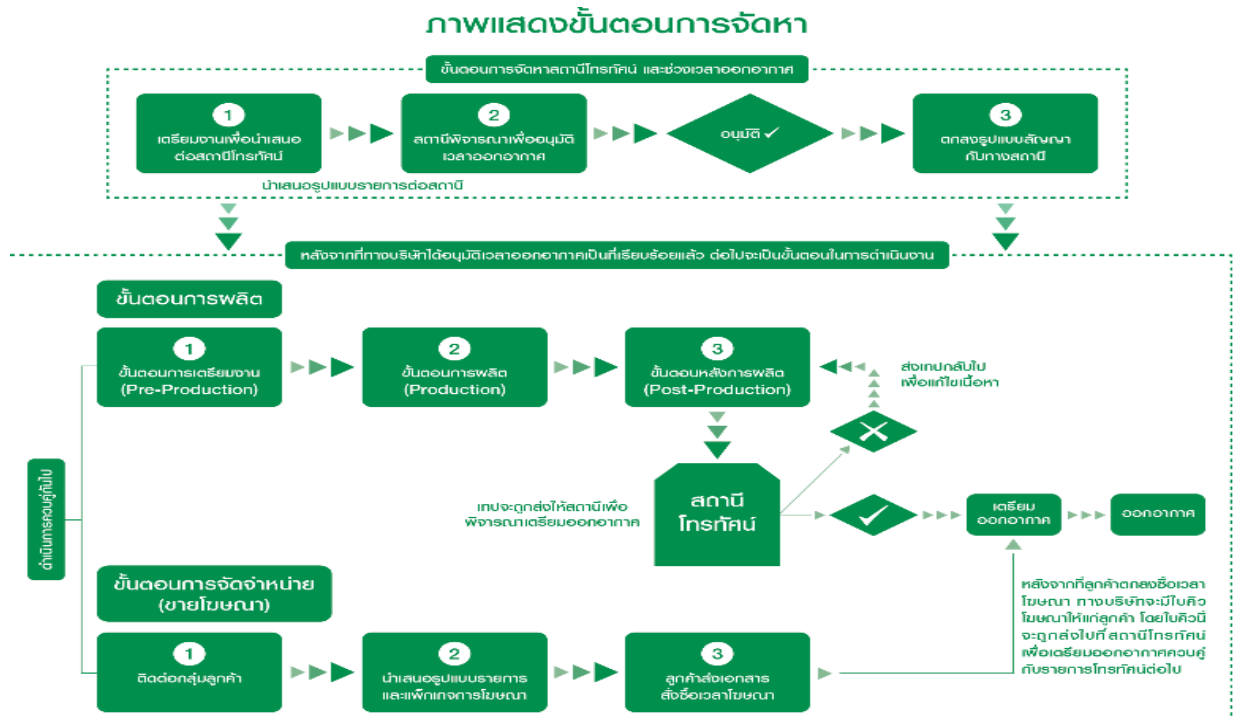 ภาพแสดงขั้นตอนการจัดหา
ขั้นตอนการจัดหาสถานีโทรทัศน์ และช่วงเวลาออกอากาศ
1
เตรียมงานเพื่อนำเสนอ
ต่อสถานีโทรทัศน์
2
สถานีพิจารณาเพื่ออนุมัติ
เวลาออกอากาศ
อนุมัติ ✓
3
ตกลงรูปแบบสัญญา
กับทางสถานี
นำเสนอรูปแบบรายการต่อสถานี
หลังจากที่ทางบริษัทได้อนุมัติเวลาออกอากาศเป็นที่เรียบร้อยแล้ว ต่อไปจะเป็นขั้นตอนในการดำเนินงาน
ขั้นตอนการผลิต
1
ขั้นตอนการเตรียมงาน
(Pre-Production)
2
ขั้นตอนการผลิต
(Production)
3
ขั้นตอนหลังการผลิต
(Post-Production)
ส่งเทปกลับไป
เพื่อแก้ไขเนื้อหา
ดำเนินการควบคู่กันไป
เทปจะถูกส่งให้สถานีเพื่อ
พิจารณาเตรียมออกอากาศ
สถานี
โทรทัศน์
เตรียม
ออกอากาศ
ออกอากาศ
ขั้นตอนการจัดจำหน่าย
(ขายโฆษณา)
1
ติดต่อกลุ่มลูกค้า
2
นำเสนอรูปแบบรายการ
และแพ็กเกจการโฆษณา
3
ลูกค้าส่งเอกสาร
สั่งซื้อเวลาโฆษณา
หลังจากที่ลูกค้าตกลงซื้อเวลา
โฆษณา ทางบริษัทจะมีใบคิว
โฆษณาให้แก่ลูกค้า โดยใบคิวนี้
จะถูกส่งไปที่สถานีโทรทัศน์
เพื่อเตรียมออกอากาศควบคู่
กับรายการโทรทัศน์ต่อไป